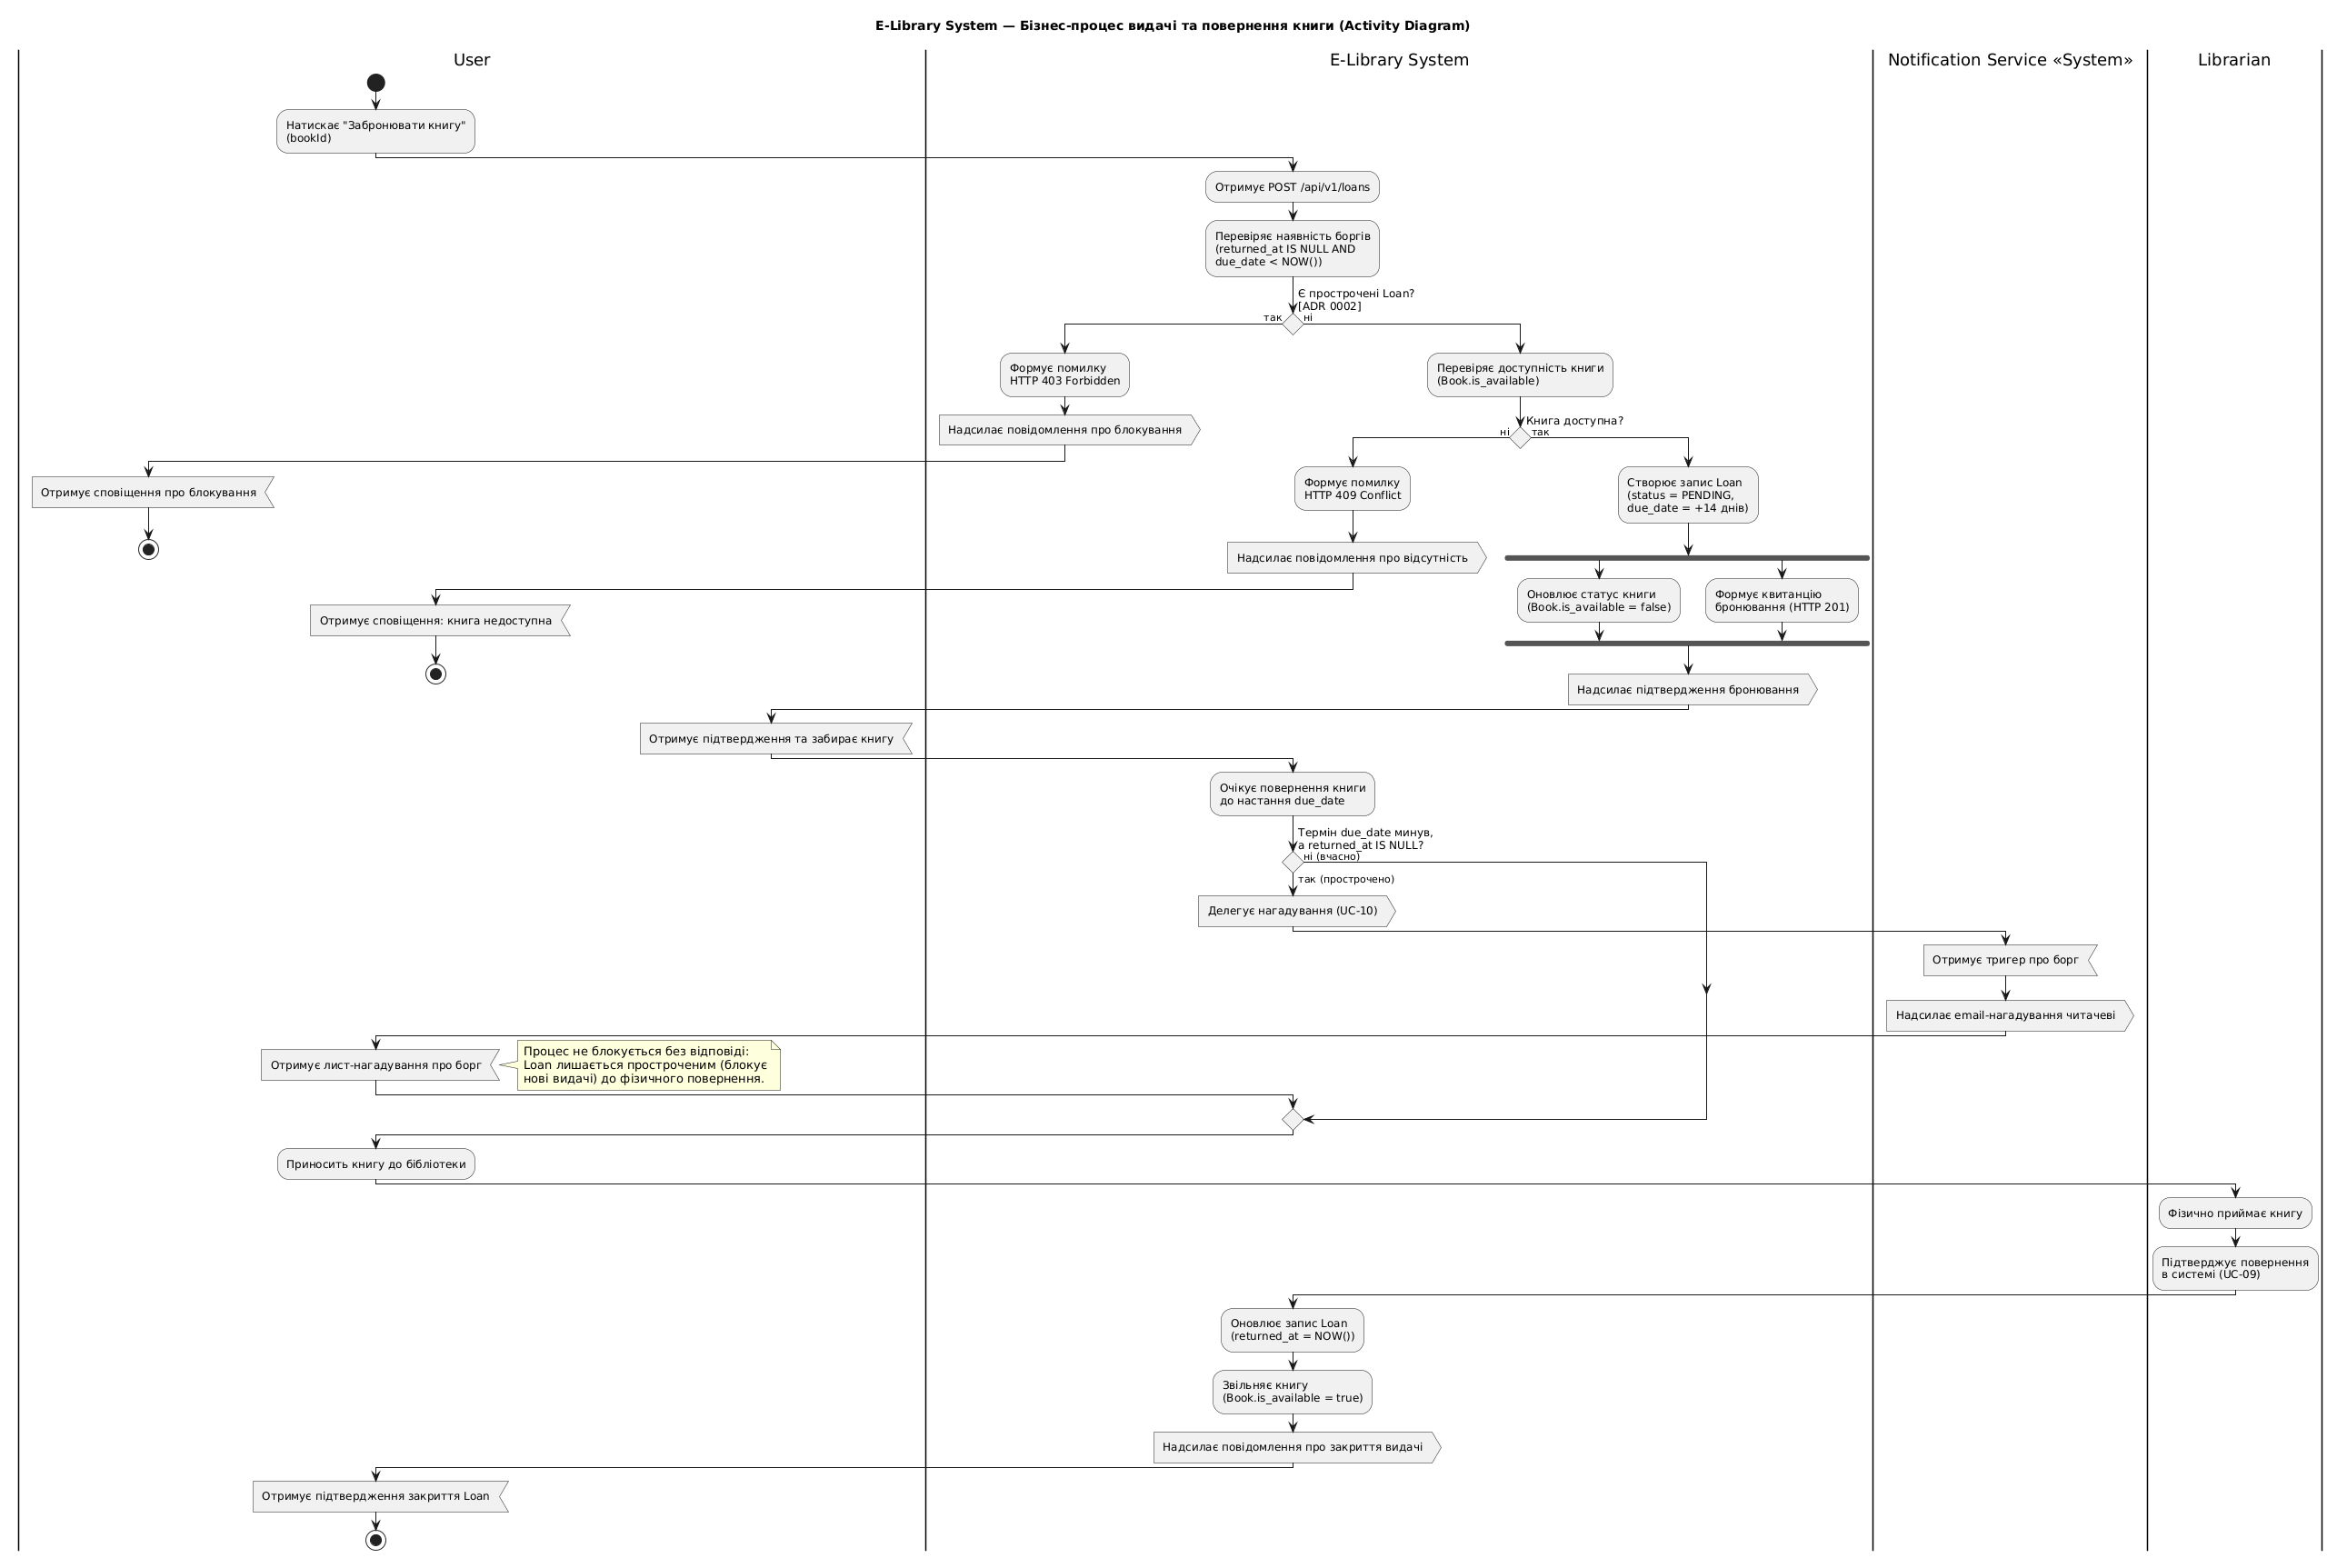 E-Library System — Бізнес-процес видачі та повернення книги (Activity Diagram)
User
E-Library System
Notification Service «System»
Librarian
Натискає "Забронювати книгу"
(bookId)
Отримує POST /api/v1/loans
Перевіряє наявність боргів
(returned_at IS NULL AND
due_date < NOW())
Є прострочені Loan?
[ADR 0002]
так
ні
Формує помилку
HTTP 403 Forbidden
Перевіряє доступність книги
(Book.is_available)
Надсилає повідомлення про блокування
Книга доступна?
ні
так
Отримує сповіщення про блокування
Формує помилку
HTTP 409 Conflict
Створює запис Loan
(status = PENDING,
due_date = +14 днів)
Надсилає повідомлення про відсутність
Оновлює статус книги
(Book.is_available = false)
Формує квитанцію
бронювання (HTTP 201)
Отримує сповіщення: книга недоступна
Надсилає підтвердження бронювання
Отримує підтвердження та забирає книгу
Очікує повернення книги
до настання due_date
Термін due_date минув,
а returned_at IS NULL?
ні (вчасно)
так (прострочено)
Делегує нагадування (UC-10)
Отримує тригер про борг
Надсилає email-нагадування читачеві
Отримує лист-нагадування про борг
Процес не блокується без відповіді:
Loan лишається простроченим (блокує
нові видачі) до фізичного повернення.
Приносить книгу до бібліотеки
Фізично приймає книгу
Підтверджує повернення
в системі (UC-09)
Оновлює запис Loan
(returned_at = NOW())
Звільняє книгу
(Book.is_available = true)
Надсилає повідомлення про закриття видачі
Отримує підтвердження закриття Loan